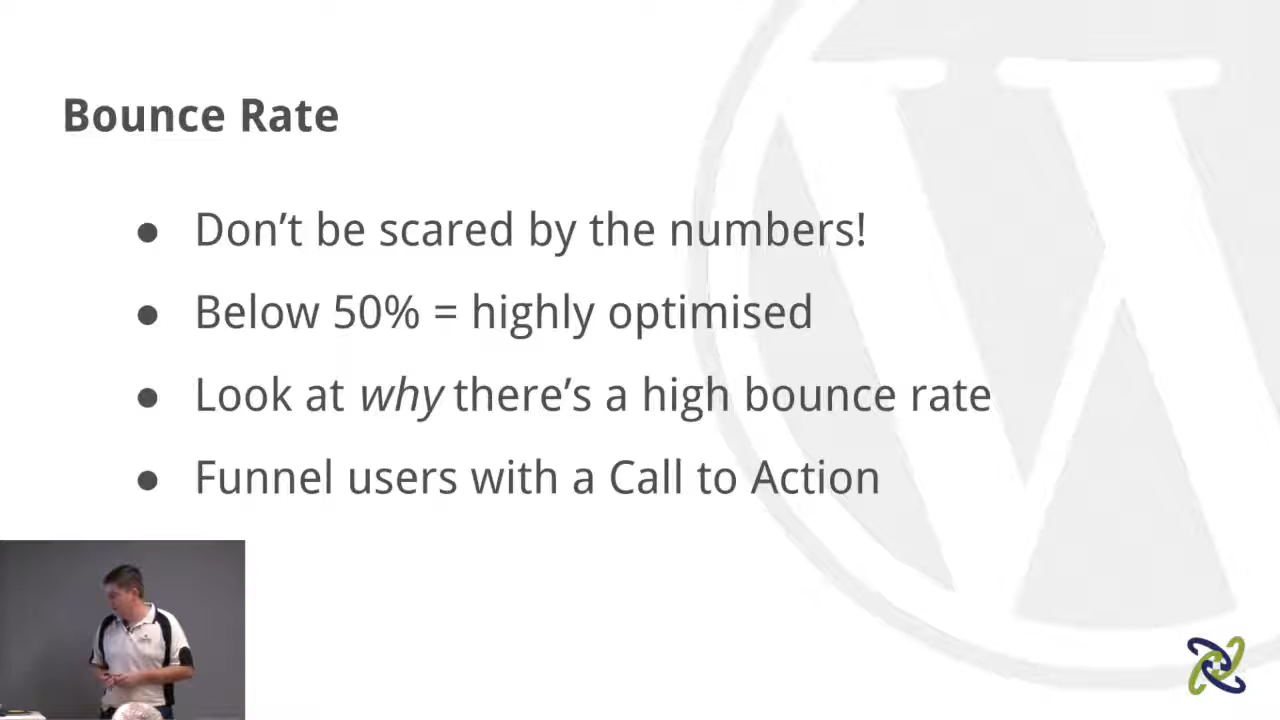 Bounce Rate
● Don’t be scared by the numbers!
● Below 50% = highly optimised
● Look at why there’s a high bounce rate
● Funnel users with a Call to Action